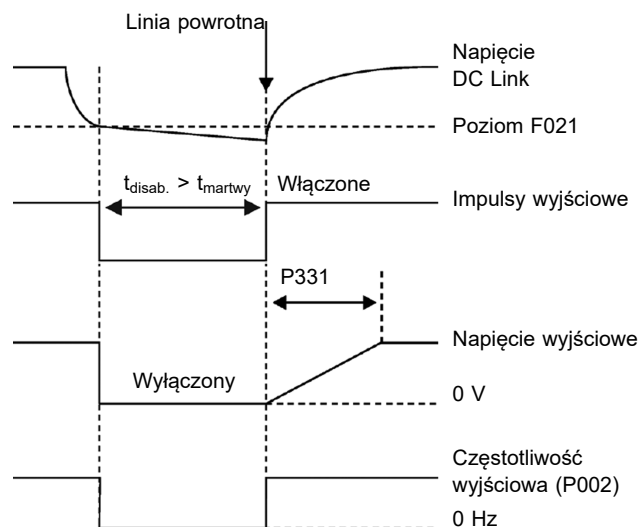 Linia powrotna
Napięcie
DC Link
Poziom F021
tdisab. > tmartwy
Włączone
Impulsy wyjściowe
P331
Napięcie wyjściowe
Wyłączony
0 V
Częstotliwość
wyjściowa (P002)
0 Hz